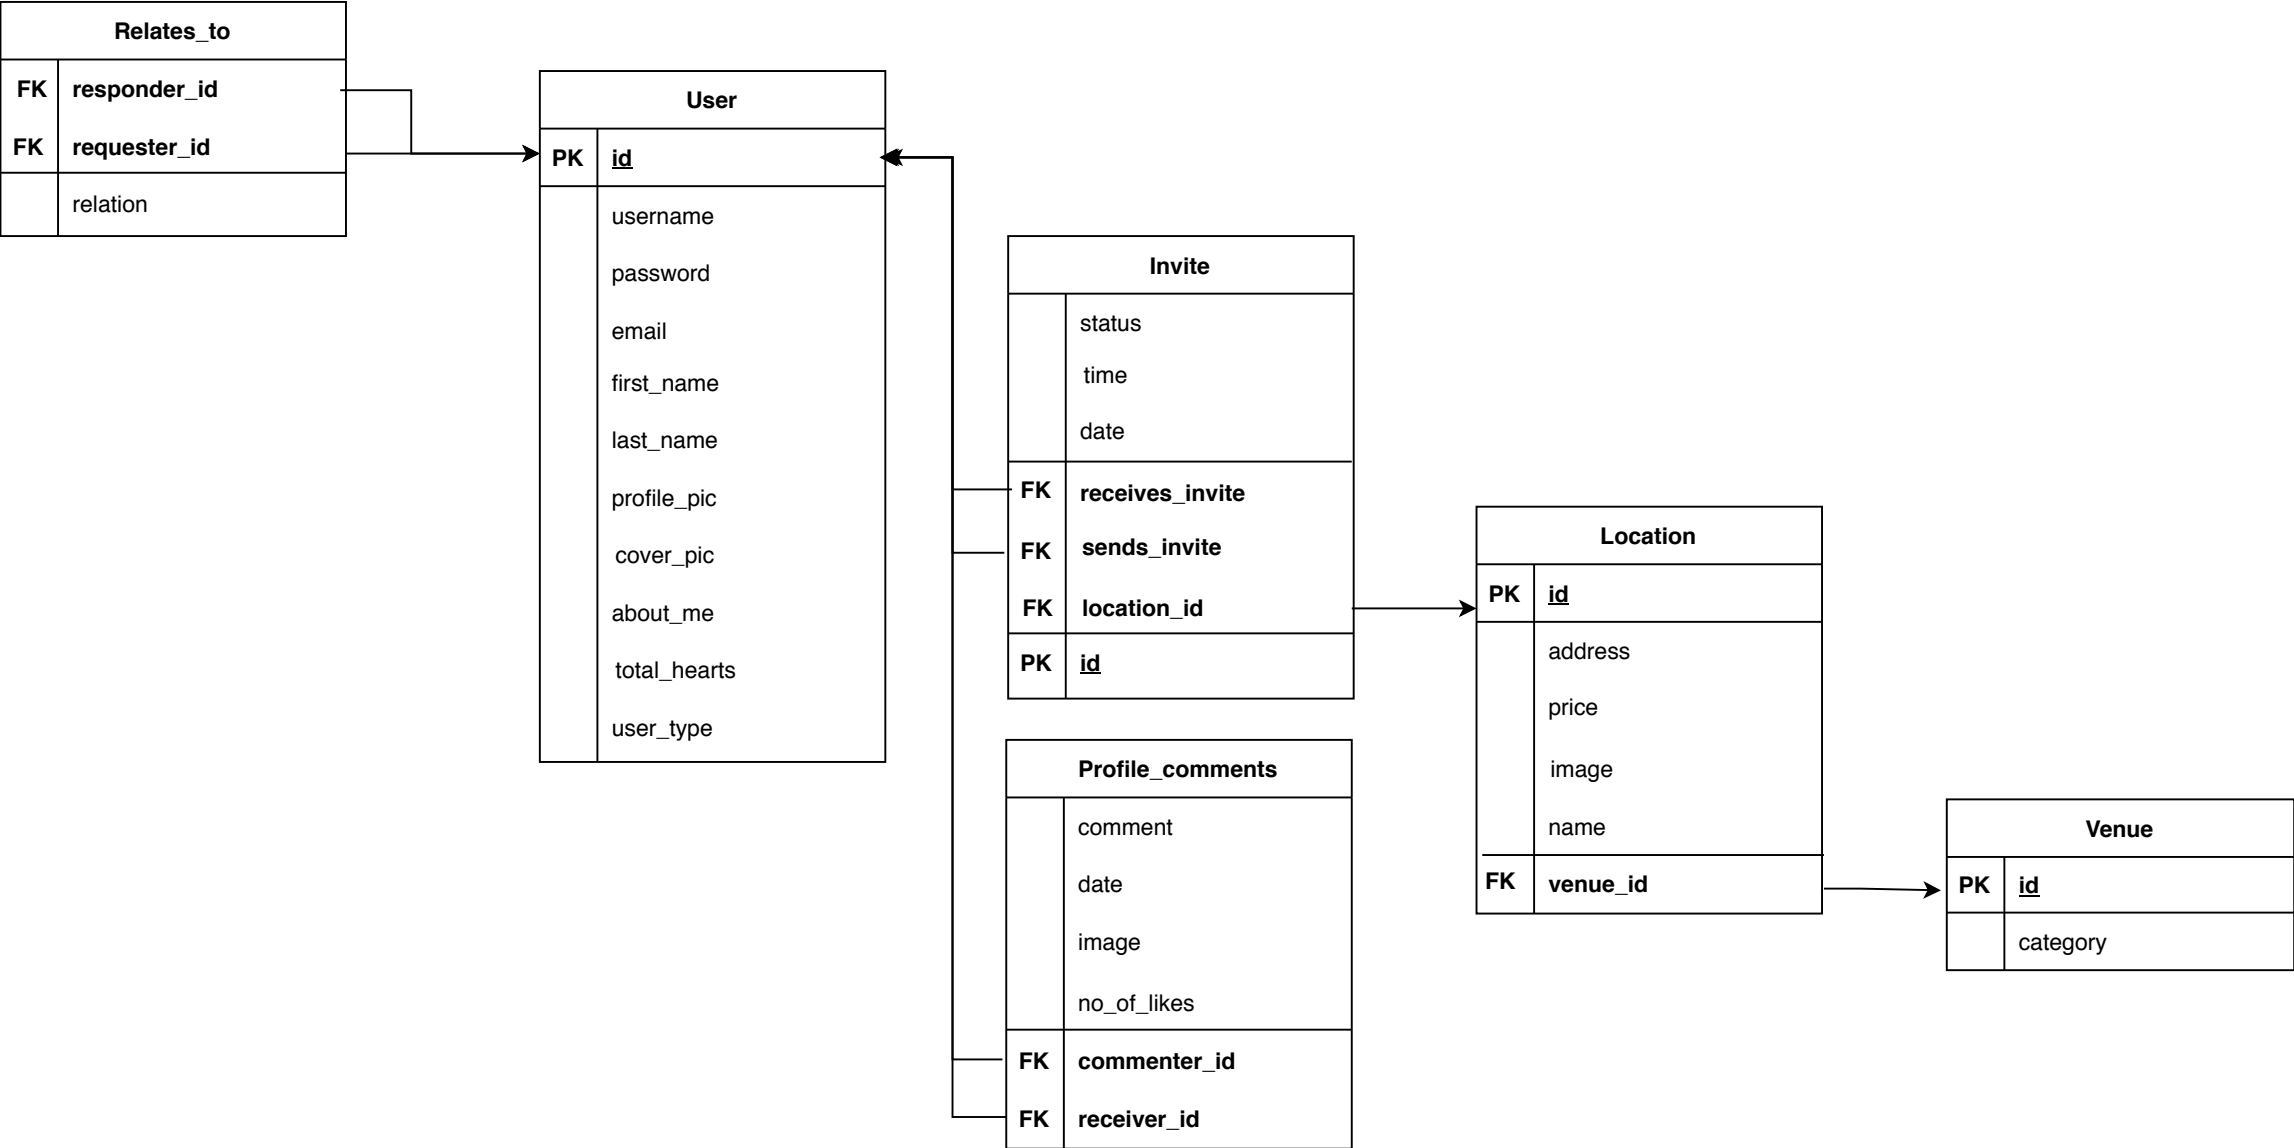 Relates_to
FK responder_id
FK requester_id
relation
User
PK id
username
password
email
first_name
last_name
profile_pic
cover_pic
about_me
total_hearts
user_type
Invite
status
time
date
FK receives_invite
FK sends_invite
FK location_id
PK id
Profile_comments
comment
date
image
no_of_likes
FK commenter_id
FK receiver_id
Location
PK id
address
price
image
name
FK venue_id
Venue
PK id
category